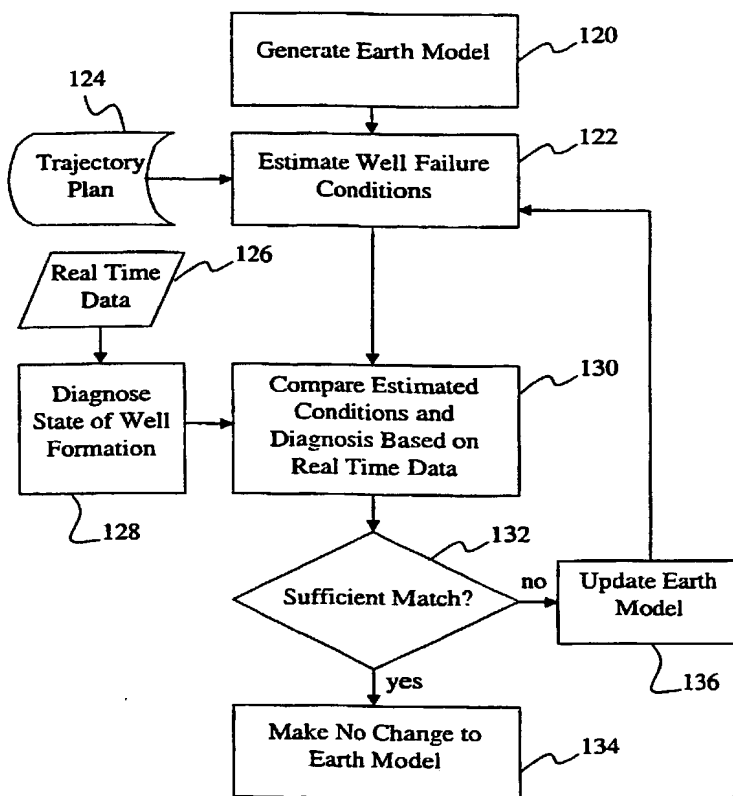 Generate Earth Model
120
124
Trajectory
Plan
Estimate Well Failure
Conditions
122
Real Time
Data
126
Diagnose
State of Well
Formation
128
Compare Estimated
Conditions and
Diagnosis Based on
Real Time Data
130
Sufficient Match?
132
no
Update Earth
Model
136
yes
Make No Change to
Earth Model
134